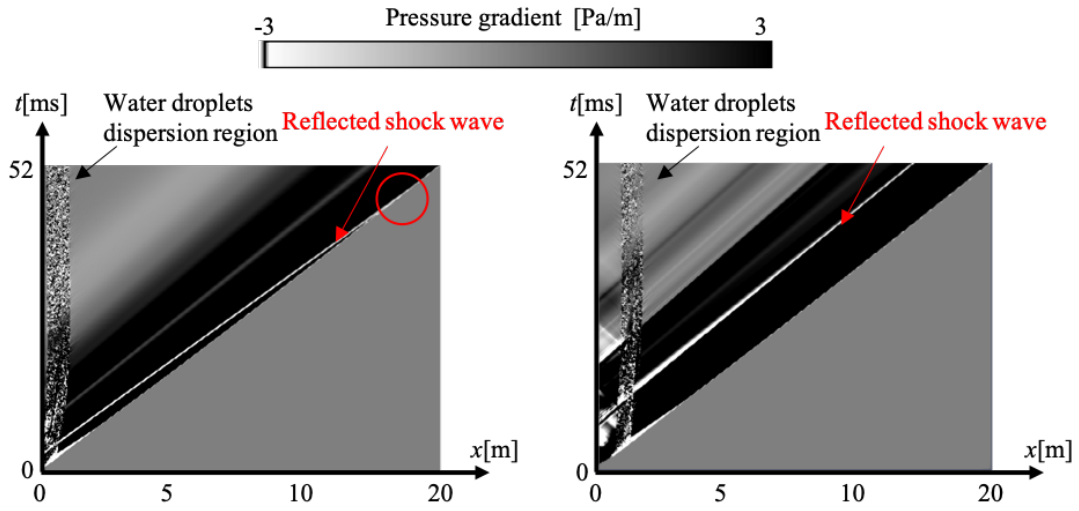 Pressure gradient [Pa/m]
-3 3
t[ms]
Water droplets
dispersion region
Reflected shock wave
52
0
x[m]
0 5 10 20
t[ms]
Water droplets
dispersion region
Reflected shock wave
52
0
x[m]
0 5 10 20